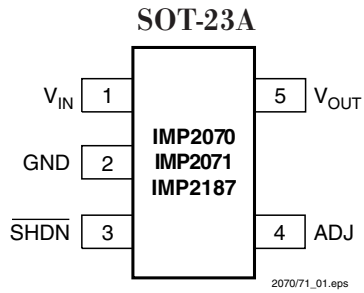 SOT-23A
V_IN 1 5 V_OUT
IMP2070
GND 2 IMP2071
IMP2187
SHDN 3 4 ADJ
2070/71_01.eps